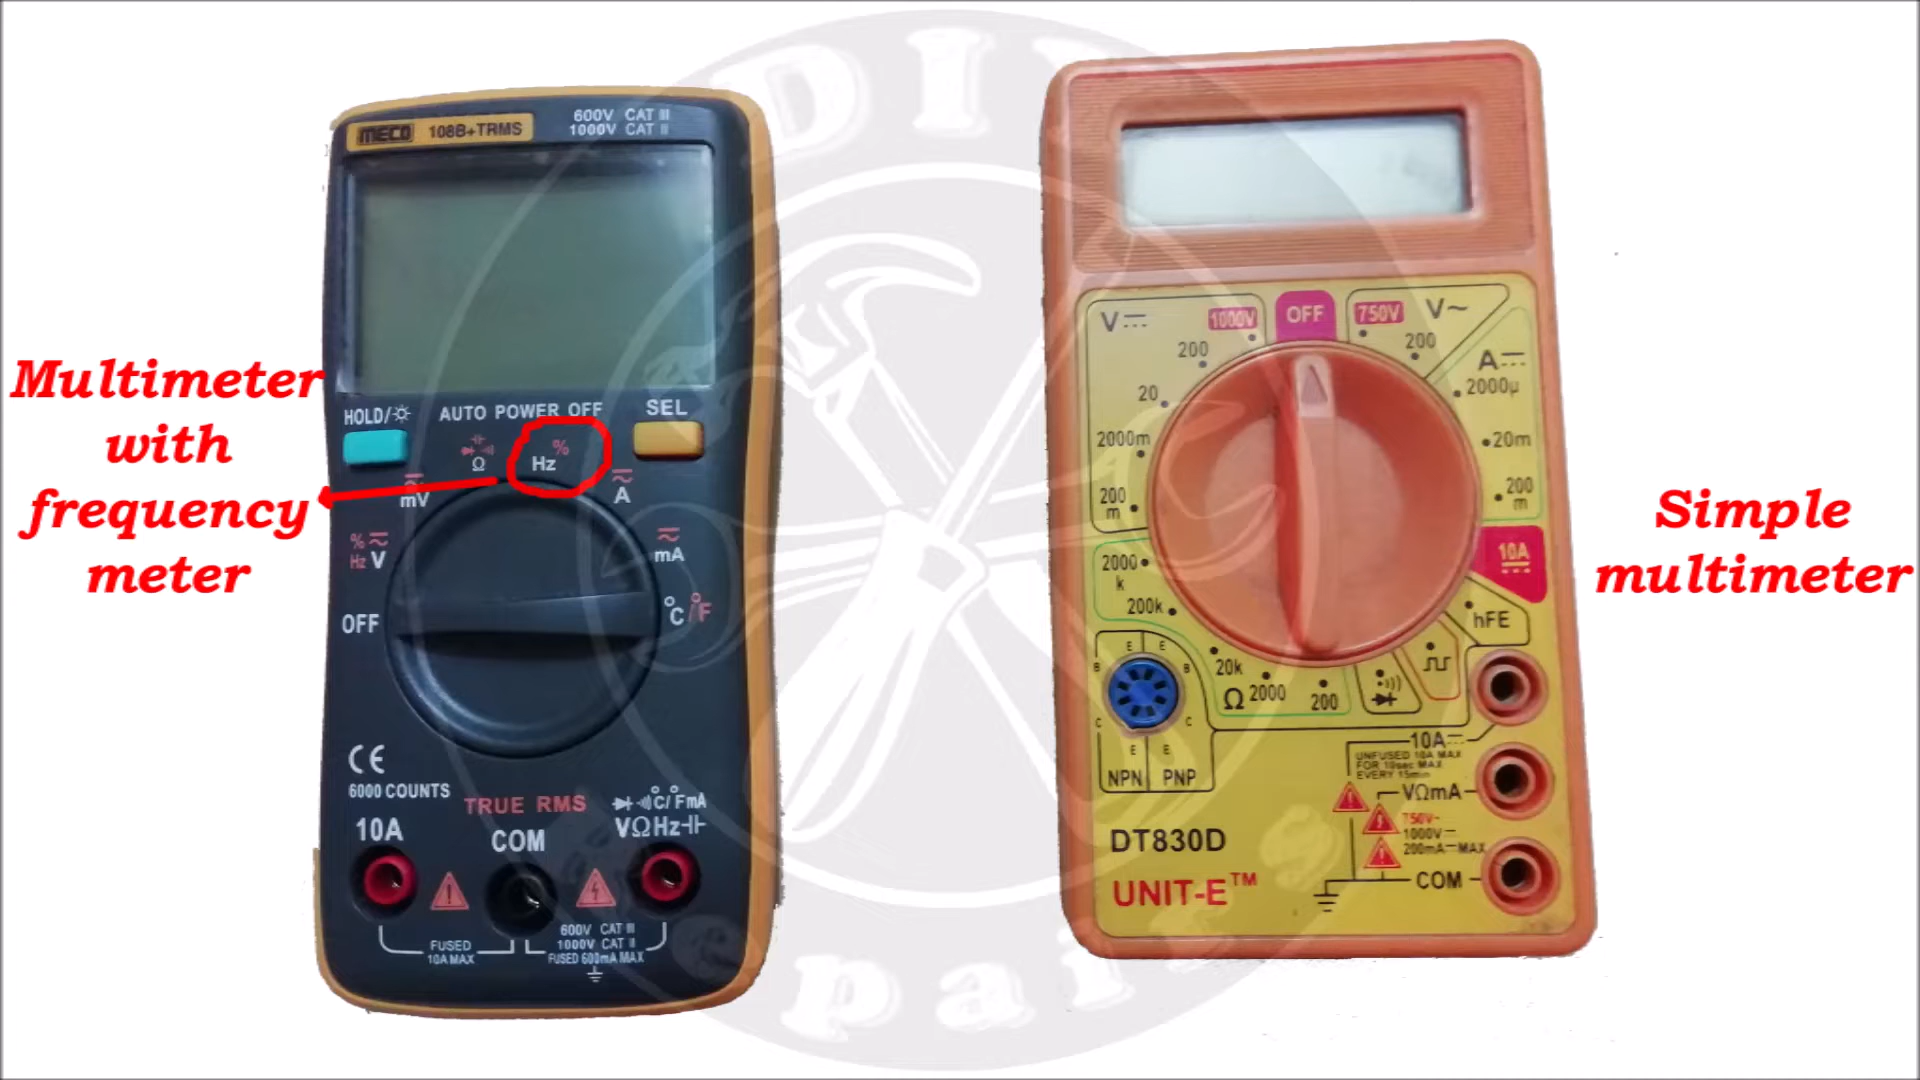 DIY
Repairs
Multimeter
with
frequency
meter
MECO 108B+TRMS
600V CAT III
1000V CAT II
HOLD/
AUTO POWER OFF
SEL
Ω
Hz %
mV
A
% Hz V
mA
OFF
°C/°F
CE
6000 COUNTS
TRUE RMS
°C/°F mA
10A
COM
VΩHz
FUSED
10A MAX
600V CAT III
1000V CAT II
FUSED 600mA MAX
V
1000V
OFF
750V
V~
200
200
A
20
2000µ
2000m
20m
200
m
200
m
10A
2000
k
200k
hFE
20k
Ω
2000
200
E E
B B
C C
E E
NPN PNP
10A
UNFUSED 10A MAX
FOR 10sec MAX
EVERY 15min
VΩmA
750V~
1000V
200mA MAX
DT830D
COM
UNIT-E™
Simple
multimeter